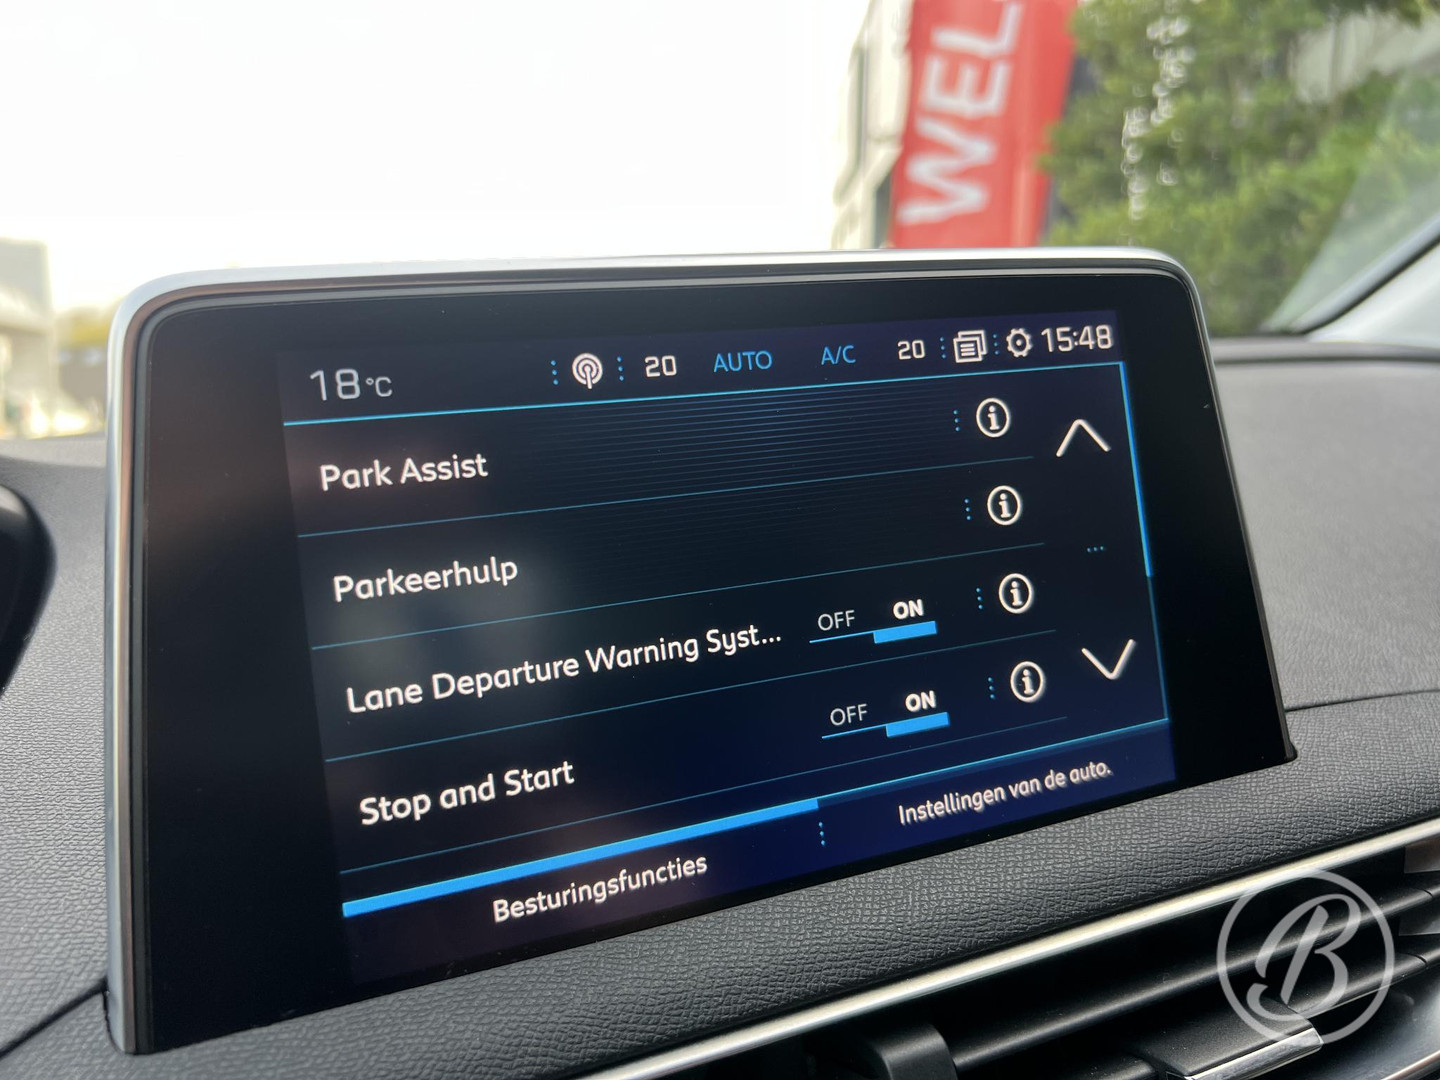 WEL
18°C 20 AUTO A/C 20 15:48
Park Assist
Parkeerhulp
Lane Departure Warning Syst... OFF ON
Stop and Start OFF ON
Besturingsfuncties Instellingen van de auto.
B